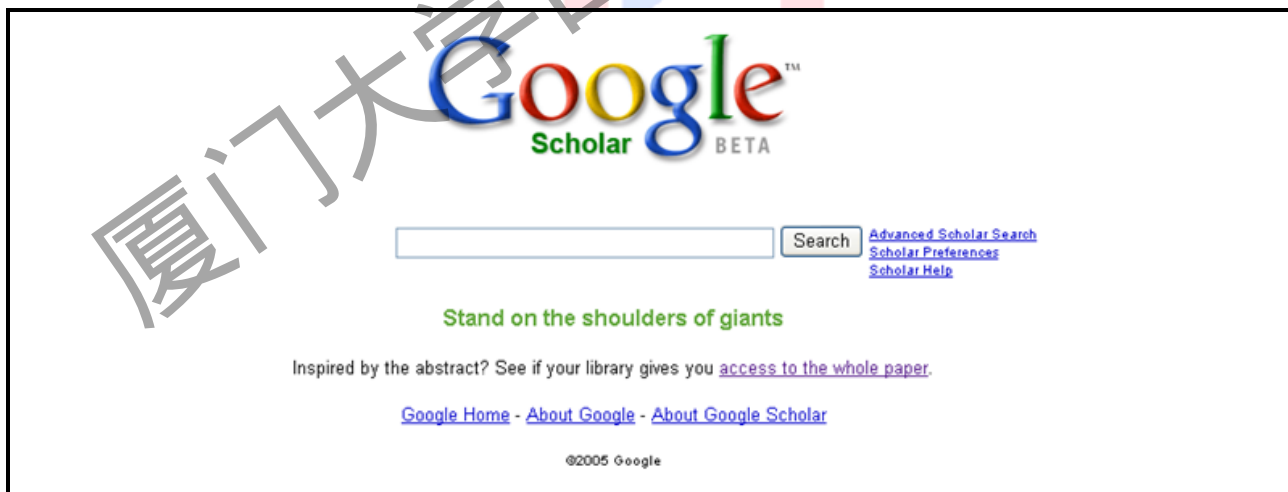 厦门大学
Google™
Scholar BETA
Search
Advanced Scholar Search
Scholar Preferences
Scholar Help
Stand on the shoulders of giants
Inspired by the abstract? See if your library gives you access to the whole paper.
Google Home - About Google - About Google Scholar
©2005 Google